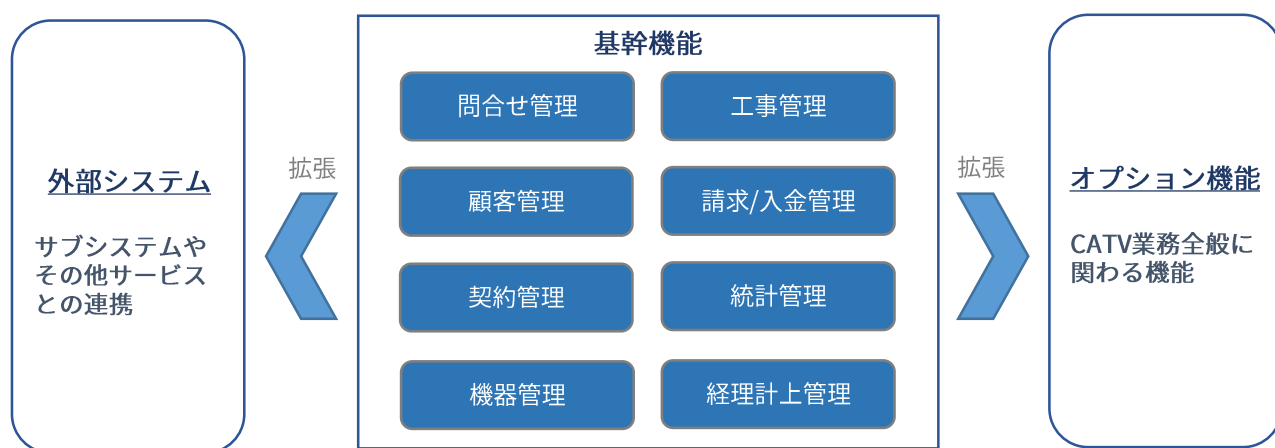 外部システム
サブシステムや
その他サービス
との連携
拡張
基幹機能
問合せ管理
工事管理
顧客管理
請求/入金管理
契約管理
統計管理
機器管理
経理計上管理
拡張
オプション機能
CATV業務全般に
関わる機能